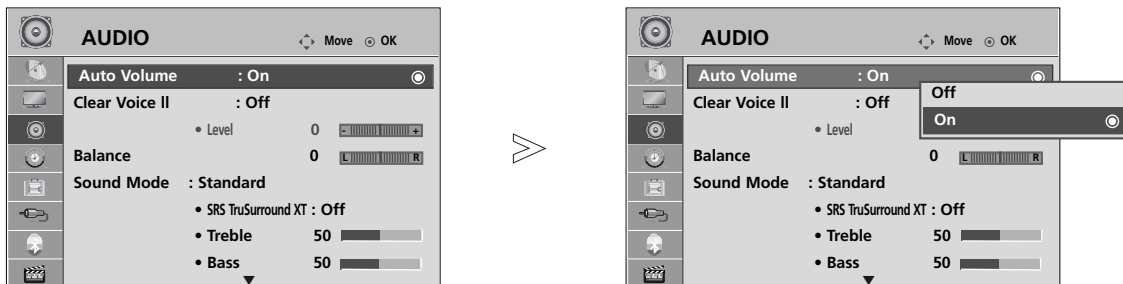 AUDIO Move OK
Auto Volume : On
Clear Voice ll : Off
• Level 0 - +
Balance 0 L R
Sound Mode : Standard
• SRS TruSurround XT : Off
• Treble 50
• Bass 50
AUDIO Move OK
Auto Volume : On
Off
Clear Voice ll : Off
On
• Level
Balance 0 L R
Sound Mode : Standard
• SRS TruSurround XT : Off
• Treble 50
• Bass 50